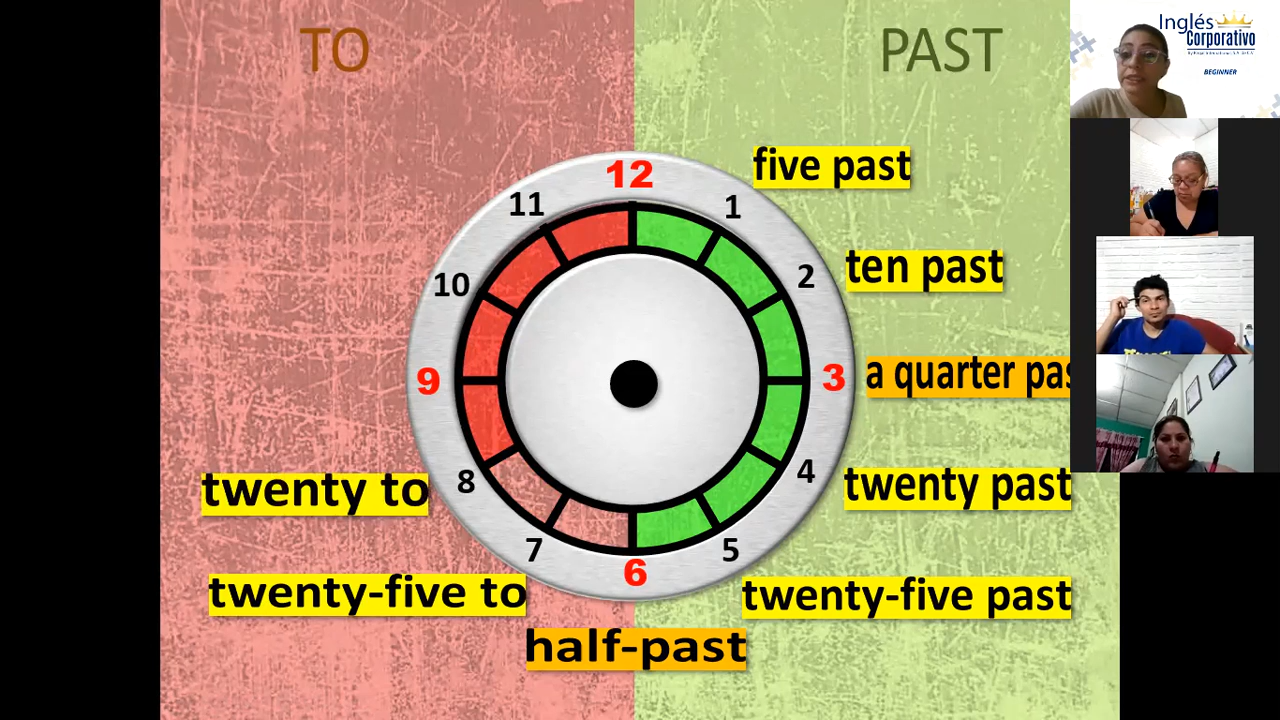 TO
PAST
Inglés
Corporativo
BEGINNER
five past
12
11
1
10
2
ten past
9
3
a quarter pas
8
4
twenty to
twenty past
7
5
6
twenty-five to
twenty-five past
half-past